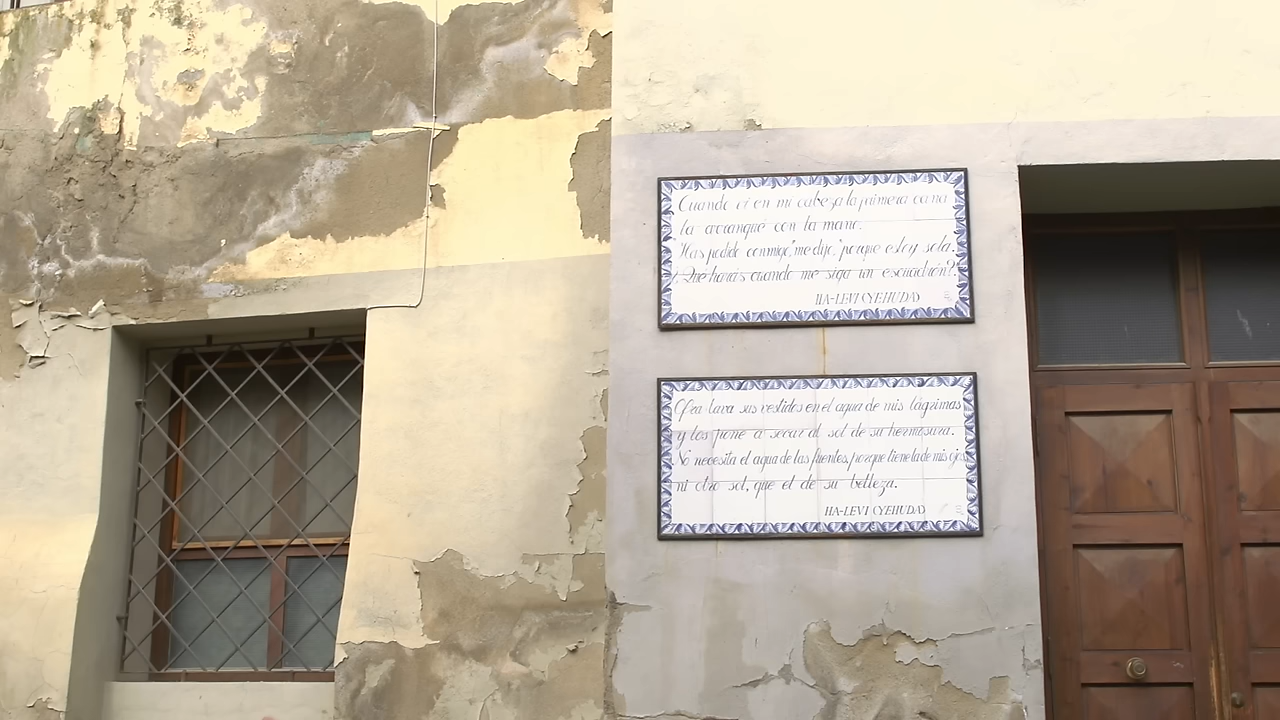 Cuando vi en mi cabeza la primera cana
la arranqué con la mano.
"Has podido conmigo", me dijo, "porque estoy sola.
¿Qué harás cuando me siga un escuadrón?".
HA-LEVI (YEHUDA)
Ofra lava sus vestidos en el agua de mis lágrimas
y los pone a secar al sol de su hermosura.
No necesita el agua de las fuentes, porque tiene la de mis ojos
ni otro sol, que el de su belleza.
HA-LEVI (YEHUDA)